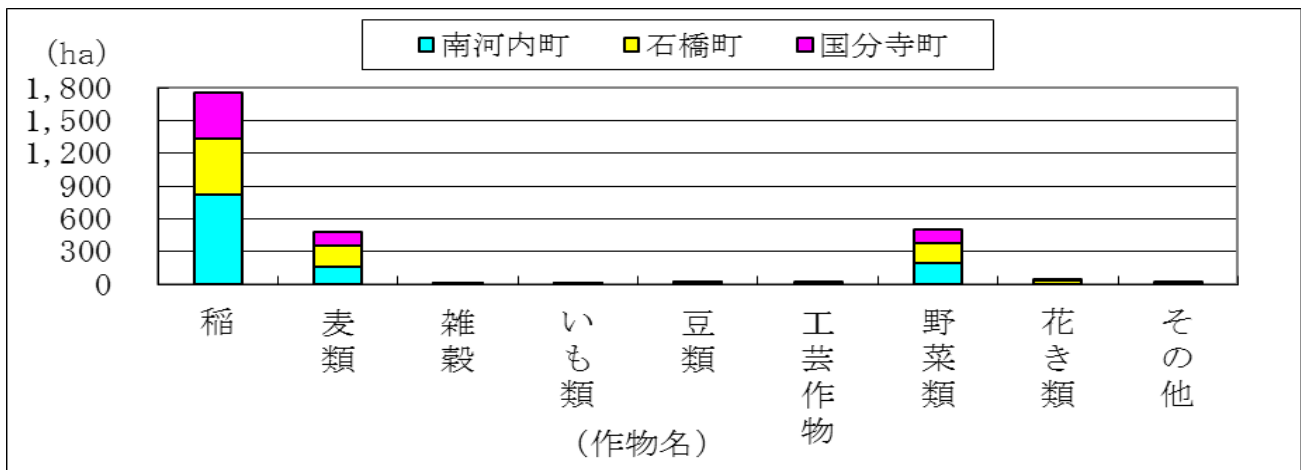 (ha)
南河内町 石橋町 国分寺町
1,800
1,500
1,200
900
600
300
0
稲
麦類
雑穀
いも類
豆類
工芸作物
野菜類
花き類
その他
(作物名)